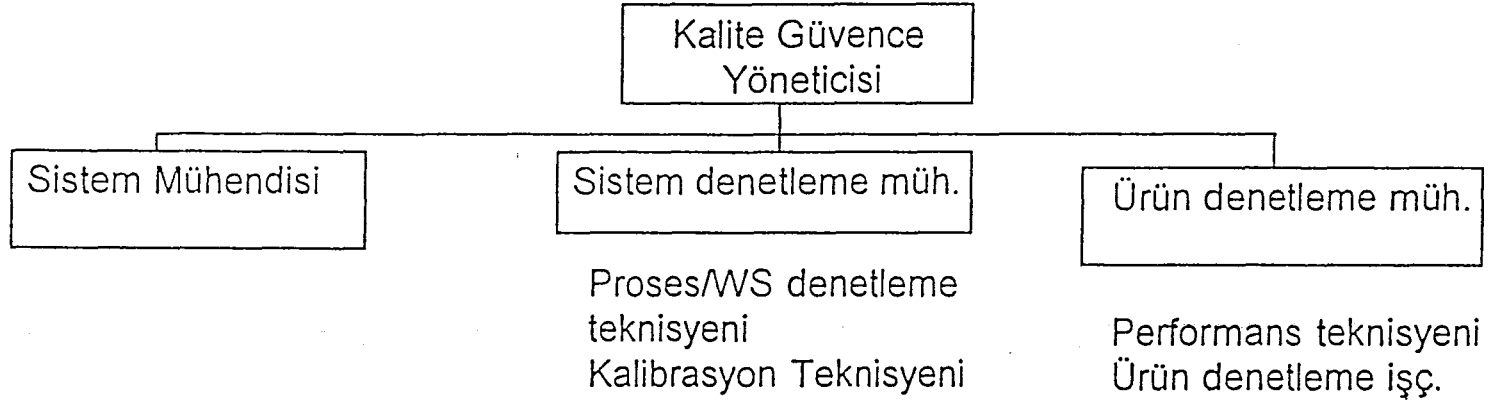 Kalite Güvence
Yöneticisi
Sistem Mühendisi
Sistem denetleme müh.
Ürün denetleme müh.
Proses/WS denetleme
teknisyeni
Kalibrasyon Teknisyeni
Performans teknisyeni
Ürün denetleme işç.